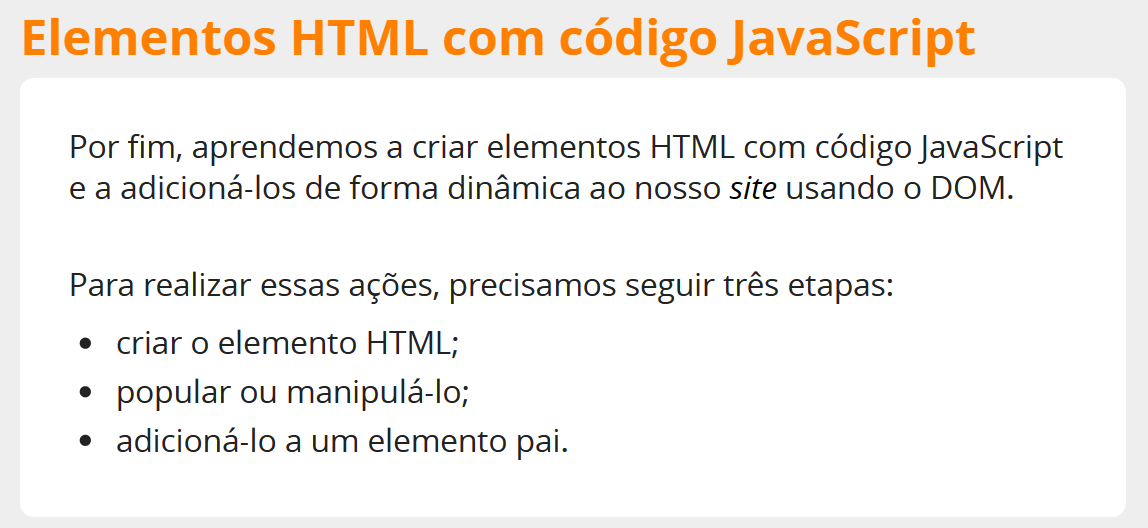 Elementos HTML com código JavaScript
Por fim, aprendemos a criar elementos HTML com código JavaScript
e a adicioná-los de forma dinâmica ao nosso site usando o DOM.
Para realizar essas ações, precisamos seguir três etapas:
• criar o elemento HTML;
• popular ou manipulá-lo;
• adicioná-lo a um elemento pai.